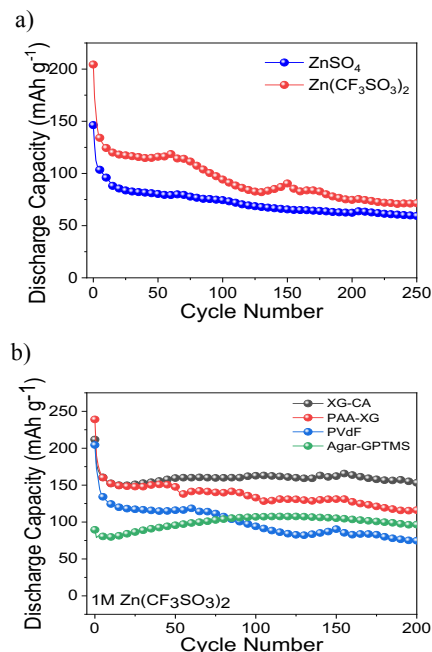 a)
Discharge Capacity (mAh g⁻¹)
200
150
100
50
0
ZnSO₄
Zn(CF₃SO₃)₂
0 50 100 150 200 250
Cycle Number
b)
Discharge Capacity (mAh g⁻¹)
250
200
150
100
50
0
XG-CA
PAA-XG
PVdF
Agar-GPTMS
1M Zn(CF₃SO₃)₂
0 50 100 150 200
Cycle Number